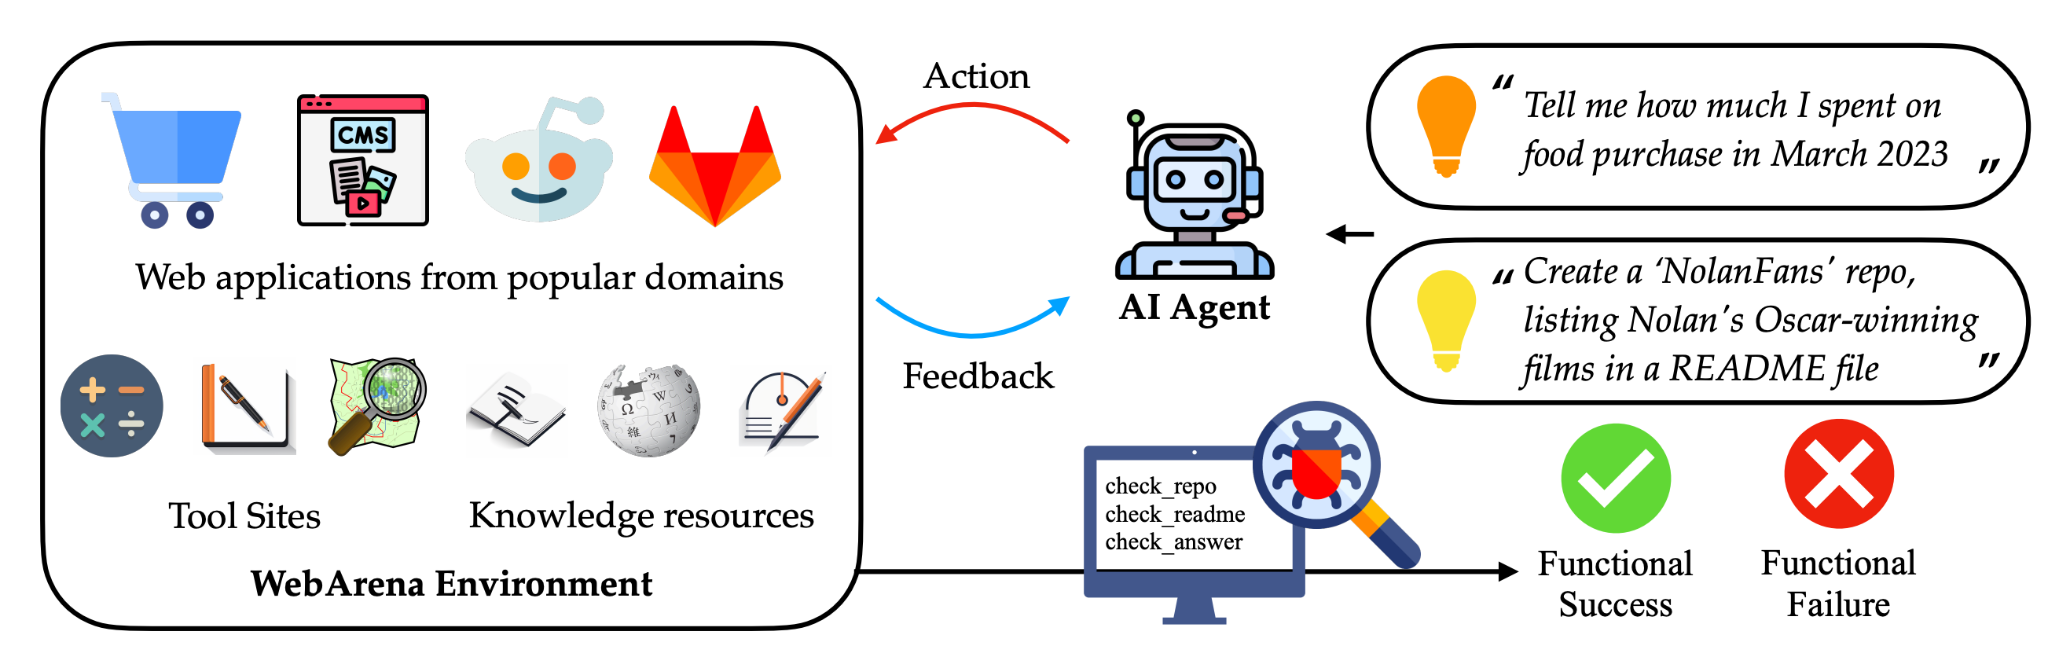 CMS
Web applications from popular domains
Tool Sites
Knowledge resources
WebArena Environment
Action
Feedback
AI Agent
“ Tell me how much I spent on
food purchase in March 2023 ”
“ Create a ‘NolanFans’ repo,
listing Nolan's Oscar-winning
films in a README file ”
check_repo
check_readme
check_answer
Functional
Success
Functional
Failure